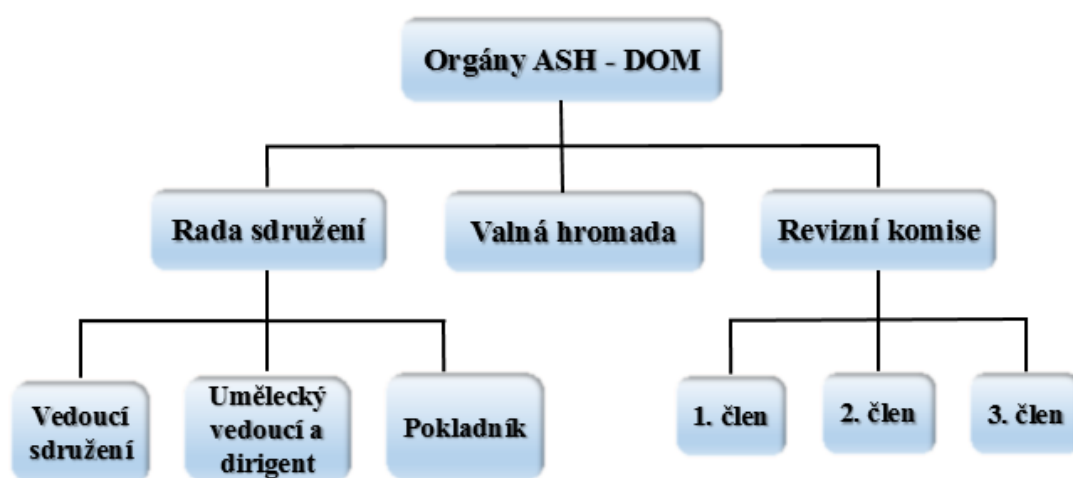 Orgány ASH - DOM
Rada sdružení
Valná hromada
Revizní komise
Vedoucí
sdružení
Umělecký
vedoucí a
dirigent
Pokladník
1. člen
2. člen
3. člen